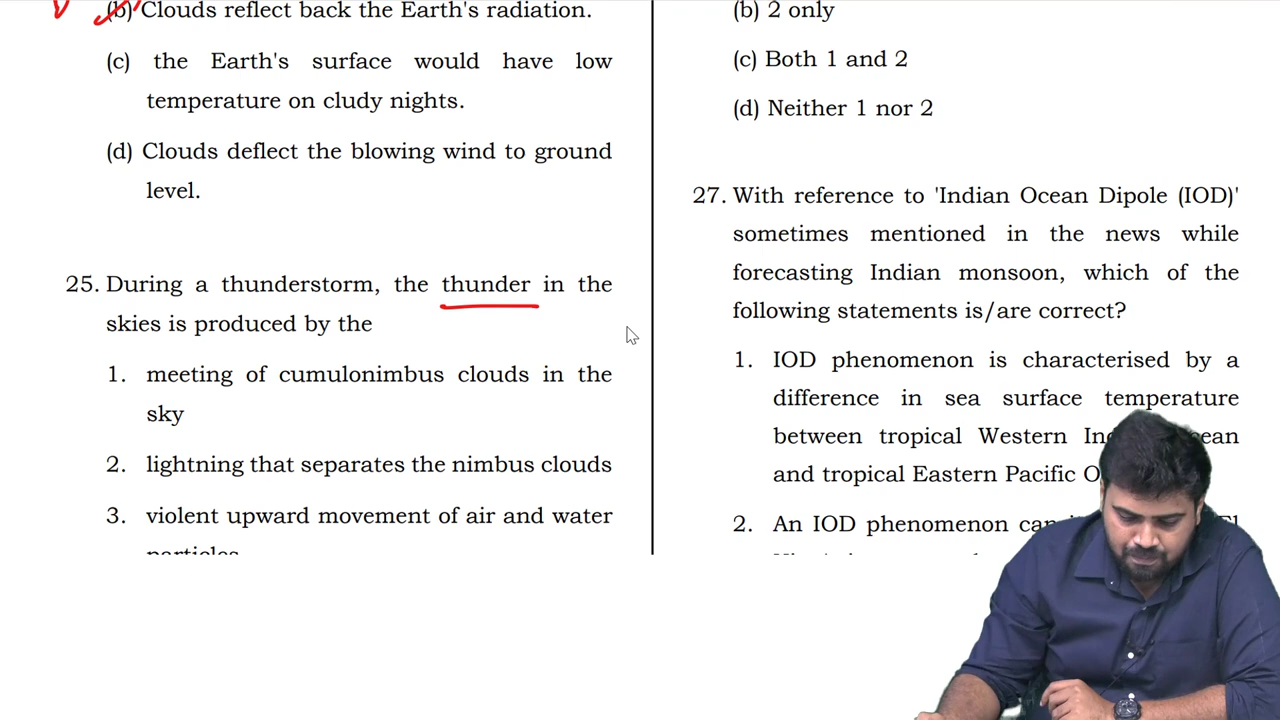 (b) Clouds reflect back the Earth's radiation.
(c) the Earth's surface would have low
temperature on cludy nights.
(d) Clouds deflect the blowing wind to ground
level.
25. During a thunderstorm, the thunder in the
skies is produced by the
1. meeting of cumulonimbus clouds in the
sky
2. lightning that separates the nimbus clouds
3. violent upward movement of air and water
particles
(b) 2 only
(c) Both 1 and 2
(d) Neither 1 nor 2
27. With reference to 'Indian Ocean Dipole (IOD)'
sometimes mentioned in the news while
forecasting Indian monsoon, which of the
following statements is/are correct?
1. IOD phenomenon is characterised by a
difference in sea surface temperature
between tropical Western
and tropical Eastern Pacific
2. An IOD phenomenon can